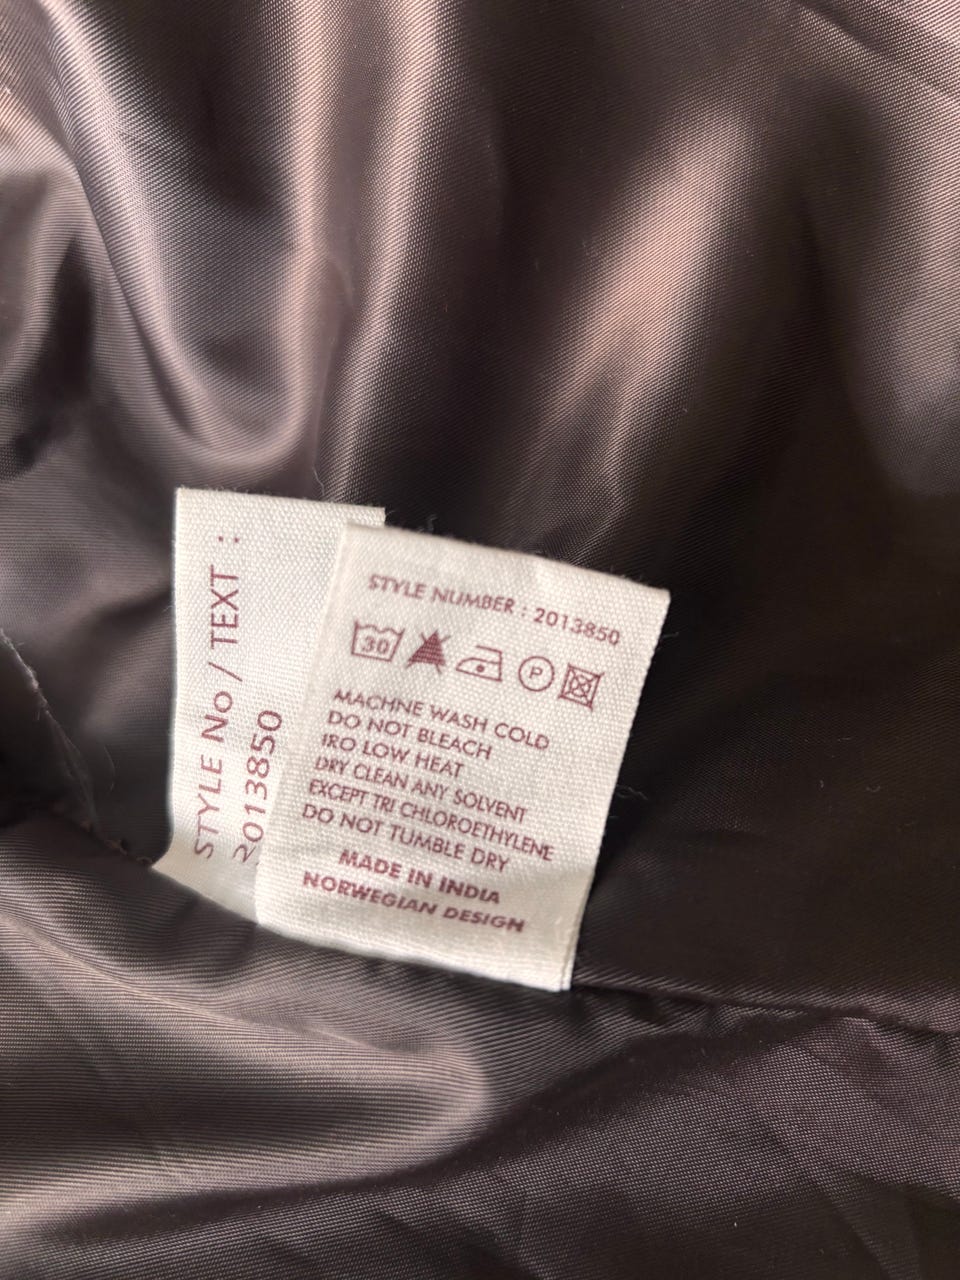 STYLE No / TEXT :
2013850
STYLE NUMBER : 2013850
30
P
MACHNE WASH COLD
DO NOT BLEACH
IRO LOW HEAT
DRY CLEAN ANY SOLVENT
EXCEPT TRI CHLOROETHYLENE
DO NOT TUMBLE DRY
MADE IN INDIA
NORWEGIAN DESIGN